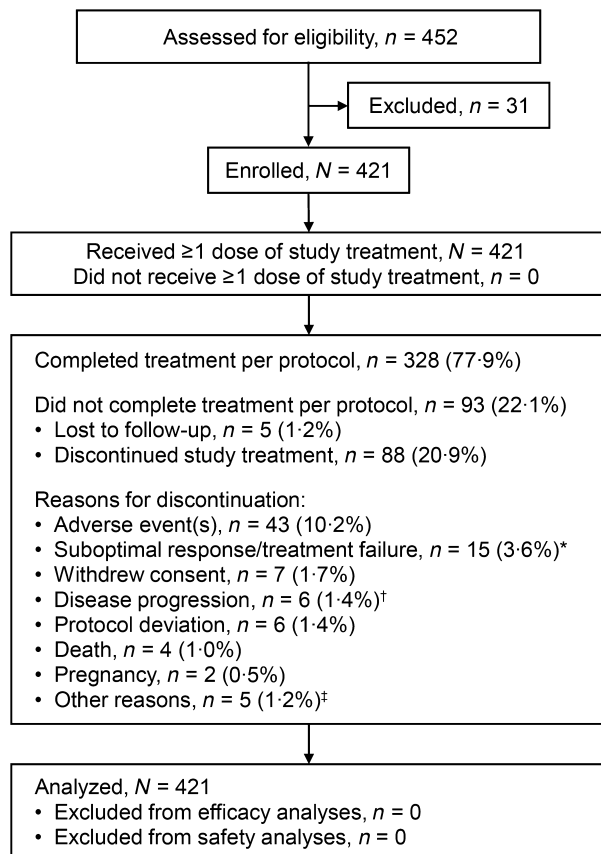 Assessed for eligibility, n = 452
Excluded, n = 31
Enrolled, N = 421
Received ≥1 dose of study treatment, N = 421
Did not receive ≥1 dose of study treatment, n = 0
Completed treatment per protocol, n = 328 (77·9%)
Did not complete treatment per protocol, n = 93 (22·1%)
• Lost to follow-up, n = 5 (1·2%)
• Discontinued study treatment, n = 88 (20·9%)
Reasons for discontinuation:
• Adverse event(s), n = 43 (10·2%)
• Suboptimal response/treatment failure, n = 15 (3·6%)*
• Withdrew consent, n = 7 (1·7%)
• Disease progression, n = 6 (1·4%)†
• Protocol deviation, n = 6 (1·4%)
• Death, n = 4 (1·0%)
• Pregnancy, n = 2 (0·5%)
• Other reasons, n = 5 (1·2%)‡
Analyzed, N = 421
• Excluded from efficacy analyses, n = 0
• Excluded from safety analyses, n = 0